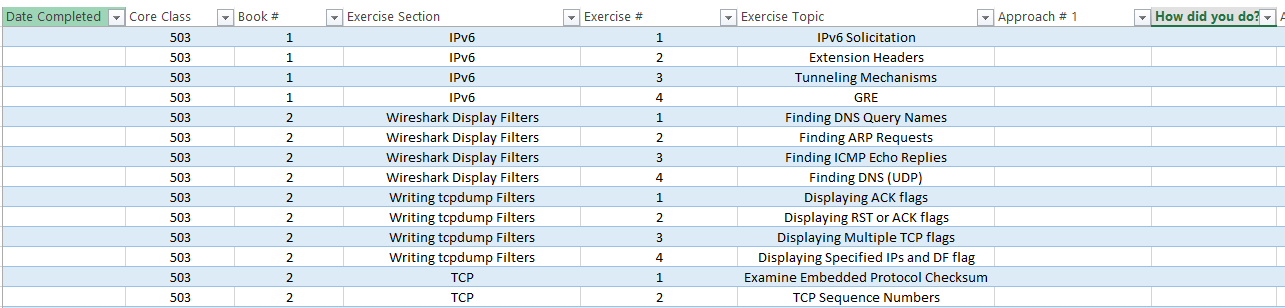 Date Completed Core Class Book # Exercise Section Exercise # Exercise Topic Approach # 1 How did you do? A
503 1 IPv6 1 IPv6 Solicitation
503 1 IPv6 2 Extension Headers
503 1 IPv6 3 Tunneling Mechanisms
503 1 IPv6 4 GRE
503 2 Wireshark Display Filters 1 Finding DNS Query Names
503 2 Wireshark Display Filters 2 Finding ARP Requests
503 2 Wireshark Display Filters 3 Finding ICMP Echo Replies
503 2 Wireshark Display Filters 4 Finding DNS (UDP)
503 2 Writing tcpdump Filters 1 Displaying ACK flags
503 2 Writing tcpdump Filters 2 Displaying RST or ACK flags
503 2 Writing tcpdump Filters 3 Displaying Multiple TCP flags
503 2 Writing tcpdump Filters 4 Displaying Specified IPs and DF flag
503 2 TCP 1 Examine Embedded Protocol Checksum
503 2 TCP 2 TCP Sequence Numbers